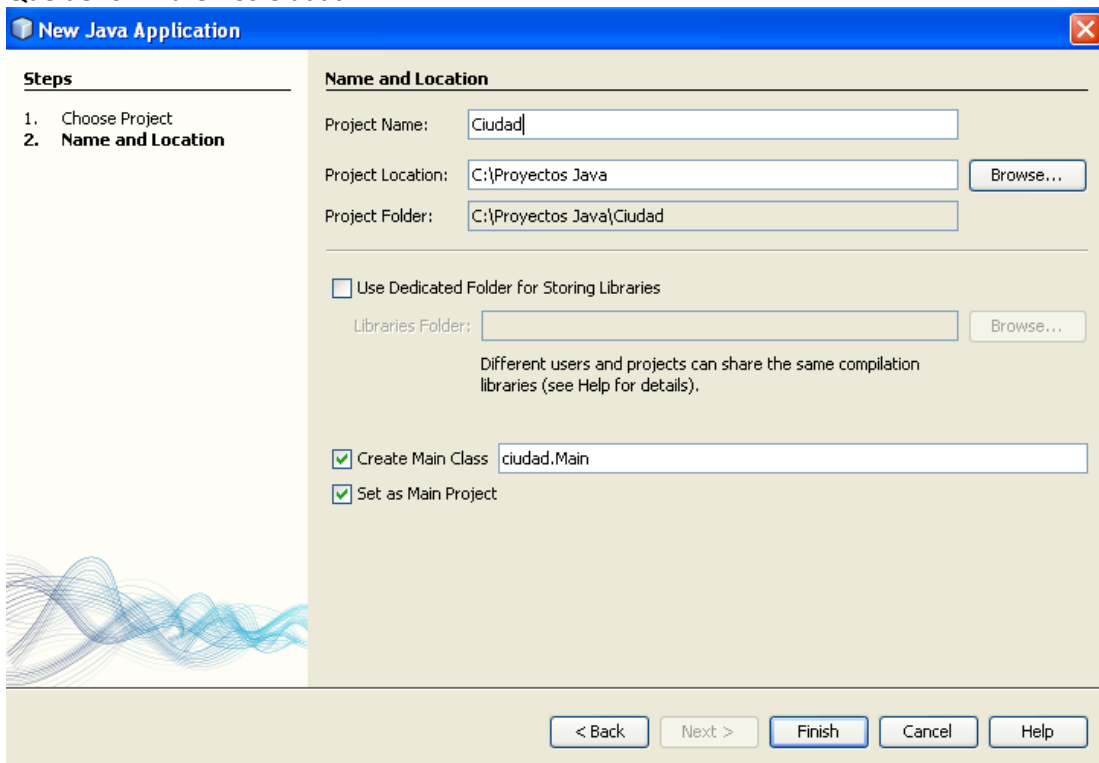 New Java Application
Steps
1. Choose Project
2. Name and Location
Name and Location
Project Name: Ciudad
Project Location: C:\Proyectos Java Browse...
Project Folder: C:\Proyectos Java\Ciudad
Use Dedicated Folder for Storing Libraries
Libraries Folder: Browse...
Different users and projects can share the same compilation
libraries (see Help for details).
Create Main Class ciudad.Main
Set as Main Project
< Back Next > Finish Cancel Help